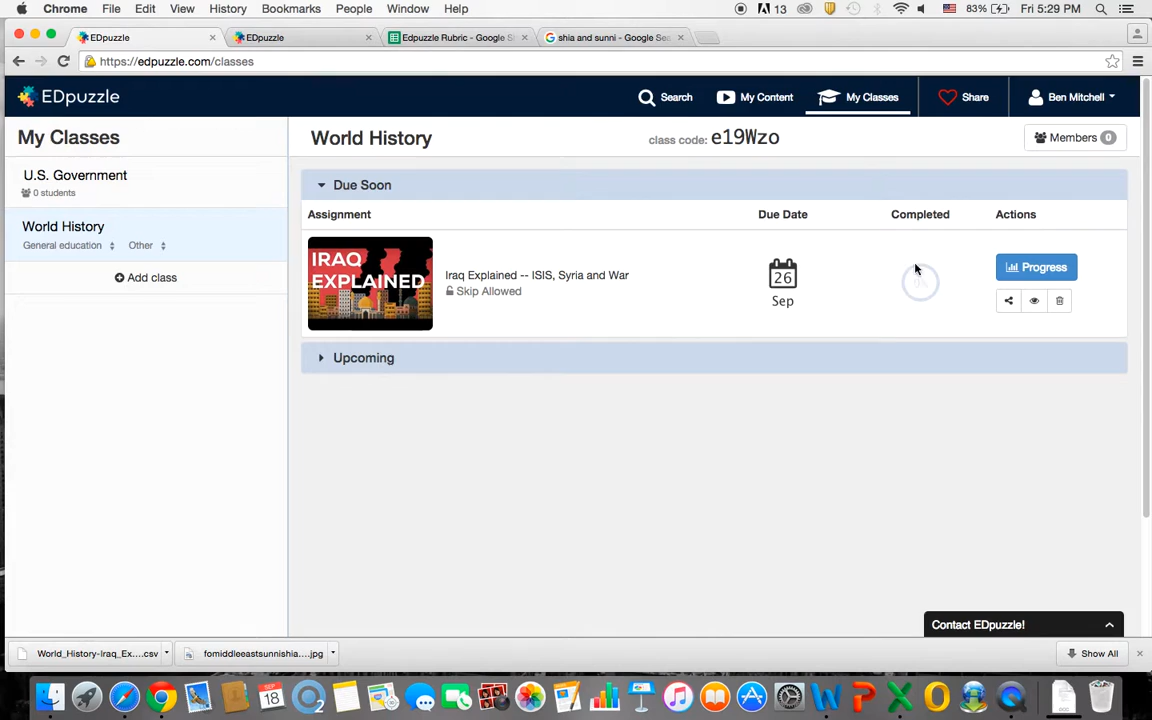 Chrome File Edit View History Bookmarks People Window Help 13 83% Fri 5:29 PM
EDpuzzle EDpuzzle Edpuzzle Rubric - Google S shia and sunni - Google Sea
https://edpuzzle.com/classes
EDpuzzle Search My Content My Classes Share Ben Mitchell
My Classes World History class code: e19Wzo Members 0
U.S. Government
0 students
World History
General education Other
Add class
Due Soon
Assignment Due Date Completed Actions
IRAQ
EXPLAINED
Iraq Explained -- ISIS, Syria and War
Skip Allowed
26
Sep
Progress
Upcoming
Contact EDpuzzle!
World_History-Iraq_Ex....csv fomiddleeastsunnishia....jpg Show All
18